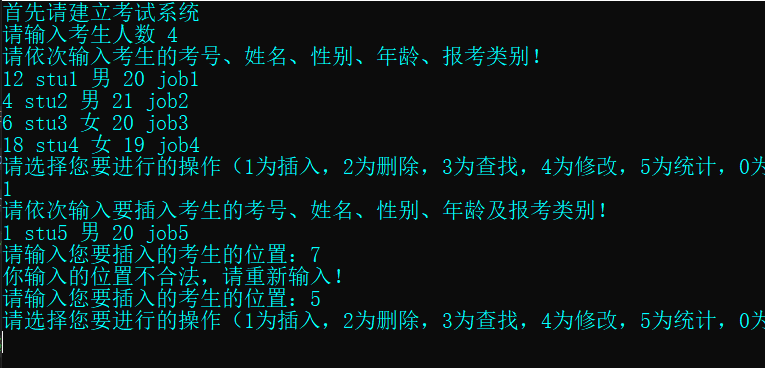 首先请建立考试系统
请输入考生人数 4
请依次输入考生的考号、姓名、性别、年龄、报考类别!
12 stu1 男 20 job1
4 stu2 男 21 job2
6 stu3 女 20 job3
18 stu4 女 19 job4
请选择您要进行的操作（1为插入，2为删除，3为查找，4为修改，5为统计，0为
1
请依次输入要插入考生的考号、姓名、性别、年龄及报考类别!
1 stu5 男 20 job5
请输入您要插入的考生的位置：7
你输入的位置不合法，请重新输入!
请输入您要插入的考生的位置：5
请选择您要进行的操作（1为插入，2为删除，3为查找，4为修改，5为统计，0为